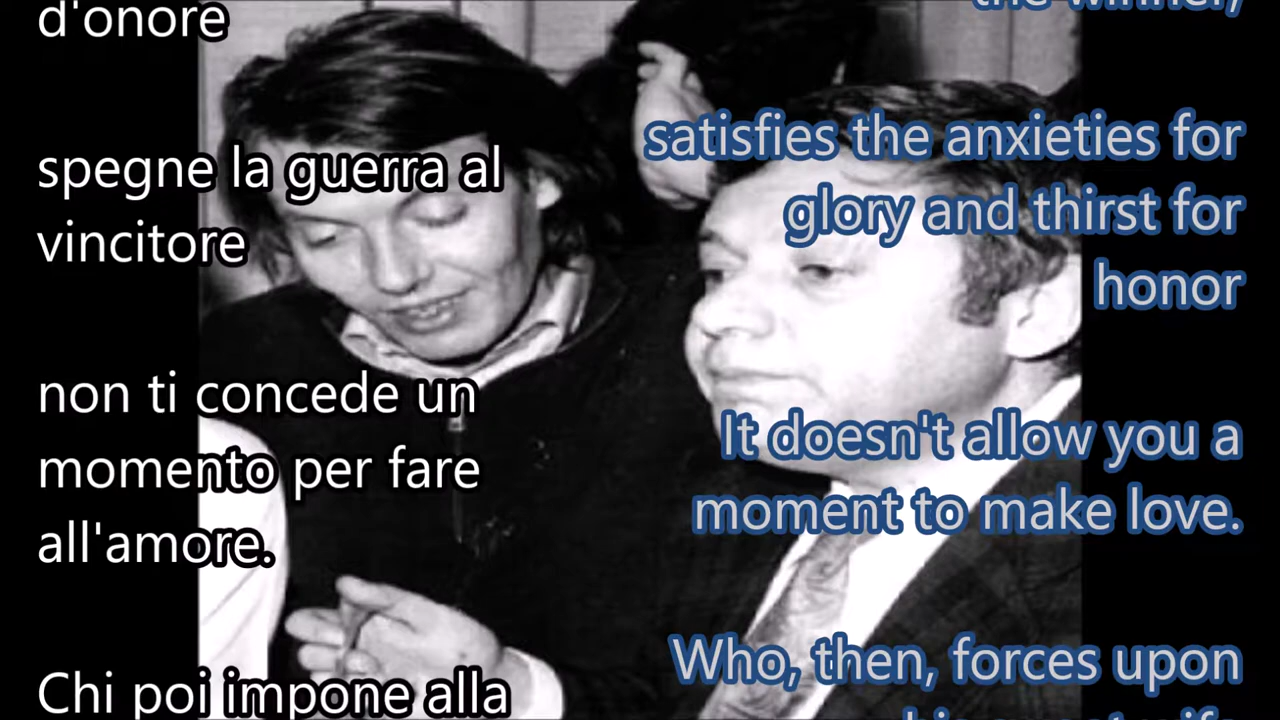 d'onore
spegne la guerra al
vincitore
non ti concede un
momento per fare
all'amore.
Chi poi impone alla
the winner,
satisfies the anxieties for
glory and thirst for
honor
It doesn't allow you a
moment to make love.
Who, then, forces upon